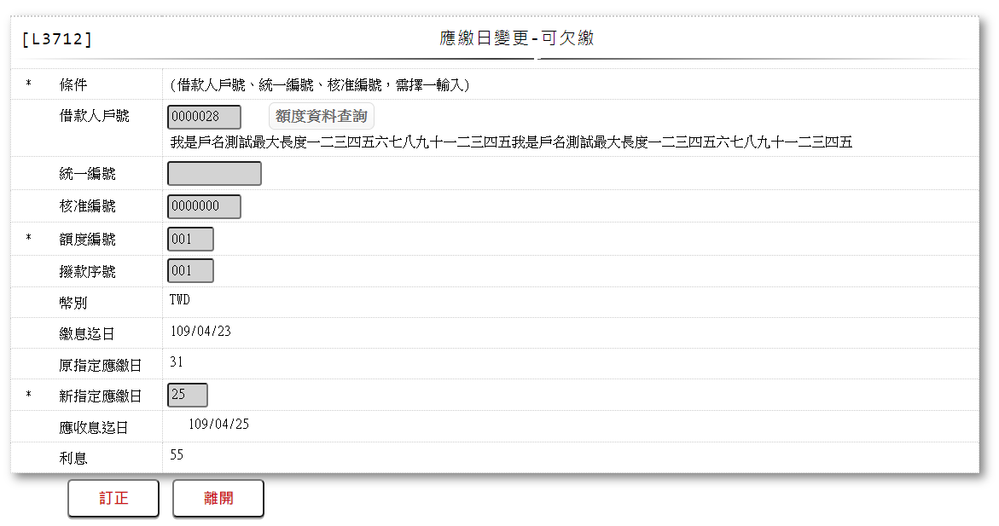 [L3712] 應繳日變更-可欠繳
* 條件 (借款人戶號、統一編號、核准編號，需擇一輸入)
借款人戶號 0000028 額度資料查詢
我是戶名測試最大長度一二三四五六七八九十一二三四五我是戶名測試最大長度一二三四五六七八九十一二三四五
統一編號
核准編號 0000000
* 額度編號 001
撥款序號 001
幣別 TWD
繳息迄日 109/04/23
原指定應繳日 31
* 新指定應繳日 25
應收息迄日 109/04/25
利息 55
訂正 離開